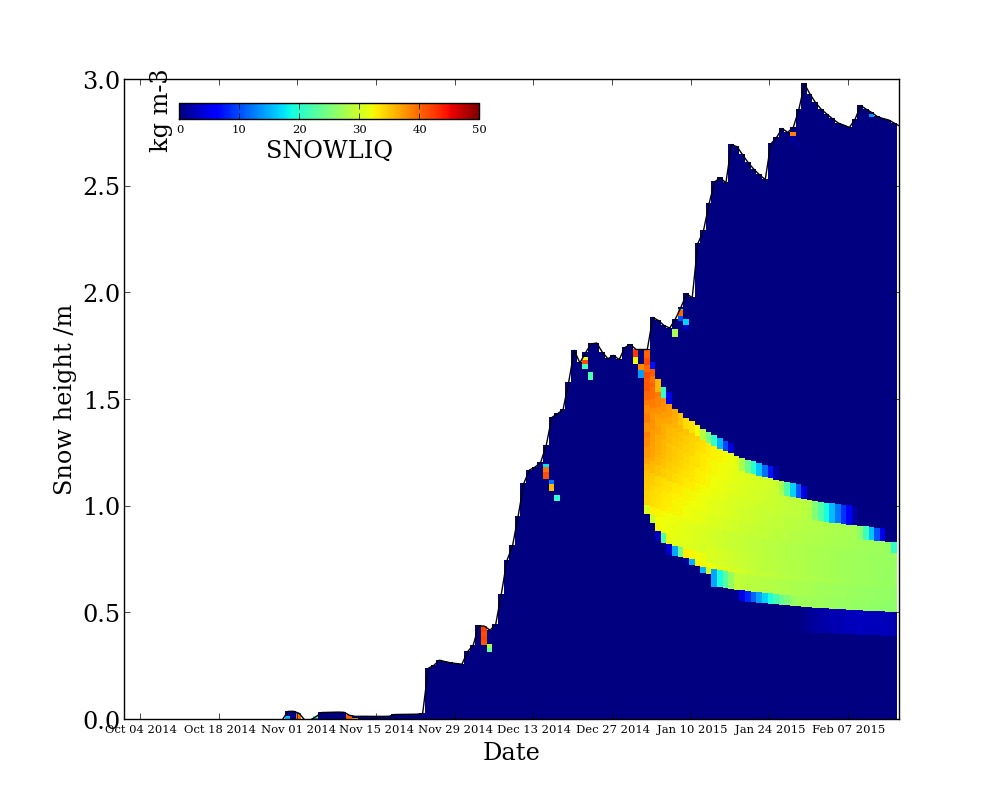 3.0
kg m-3
0 10 20 30 40 50
SNOWLIQ
2.5
2.0
Snow height /m
1.5
1.0
0.5
0.0
Oct 04 2014 Oct 18 2014 Nov 01 2014 Nov 15 2014 Nov 29 2014 Dec 13 2014 Dec 27 2014 Jan 10 2015 Jan 24 2015 Feb 07 2015
Date